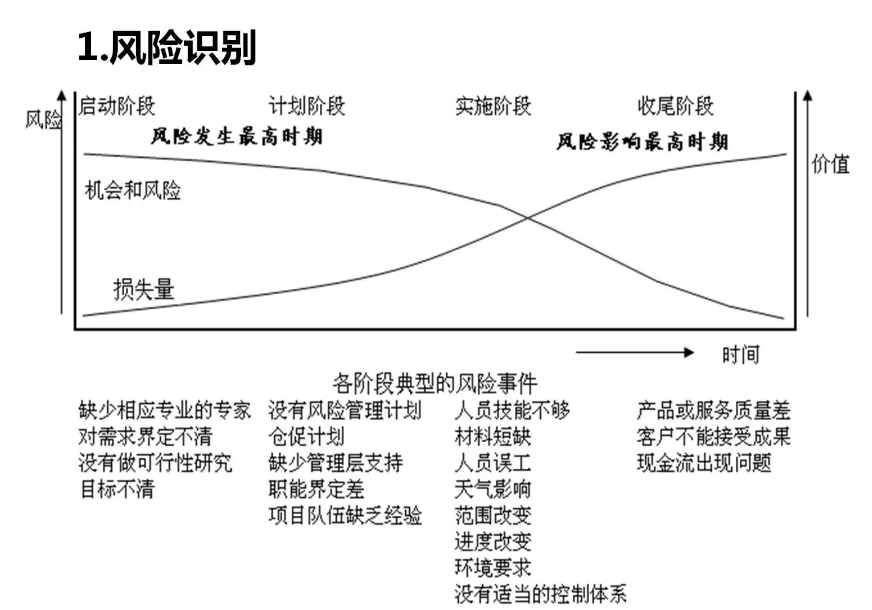 1.风险识别
启动阶段 计划阶段 实施阶段 收尾阶段
风险
风险发生最高时期 风险影响最高时期
价值
机会和风险
损失量
时间
各阶段典型的风险事件
缺少相应专业的专家 没有风险管理计划 人员技能不够 产品或服务质量差
对需求界定不清 仓促计划 材料短缺 客户不能接受成果
没有做可行性研究 缺少管理层支持 人员误工 现金流出现问题
目标不清 职能界定差 天气影响
项目队伍缺乏经验 范围改变
进度改变
环境要求
没有适当的控制体系